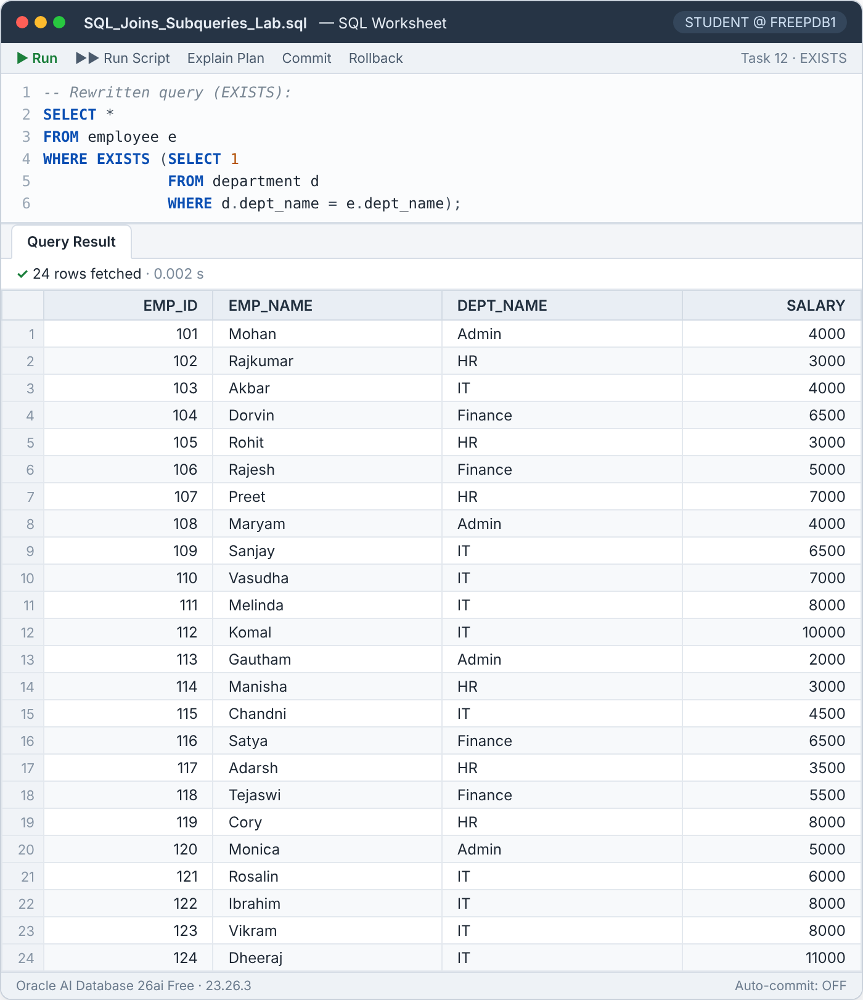 SQL_Joins_Subqueries_Lab.sql — SQL Worksheet STUDENT @ FREEPDB1
Run Run Script Explain Plan Commit Rollback Task 12 · EXISTS
1 -- Rewritten query (EXISTS):
2 SELECT *
3 FROM employee e
4 WHERE EXISTS (SELECT 1
5 FROM department d
6 WHERE d.dept_name = e.dept_name);
Query Result
✓ 24 rows fetched · 0.002 s
EMP_ID EMP_NAME DEPT_NAME SALARY
1 101 Mohan Admin 4000
2 102 Rajkumar HR 3000
3 103 Akbar IT 4000
4 104 Dorvin Finance 6500
5 105 Rohit HR 3000
6 106 Rajesh Finance 5000
7 107 Preet HR 7000
8 108 Maryam Admin 4000
9 109 Sanjay IT 6500
10 110 Vasudha IT 7000
11 111 Melinda IT 8000
12 112 Komal IT 10000
13 113 Gautham Admin 2000
14 114 Manisha HR 3000
15 115 Chandni IT 4500
16 116 Satya Finance 6500
17 117 Adarsh HR 3500
18 118 Tejaswi Finance 5500
19 119 Cory HR 8000
20 120 Monica Admin 5000
21 121 Rosalin IT 6000
22 122 Ibrahim IT 8000
23 123 Vikram IT 8000
24 124 Dheeraj IT 11000
Oracle AI Database 26ai Free · 23.26.3 Auto-commit: OFF